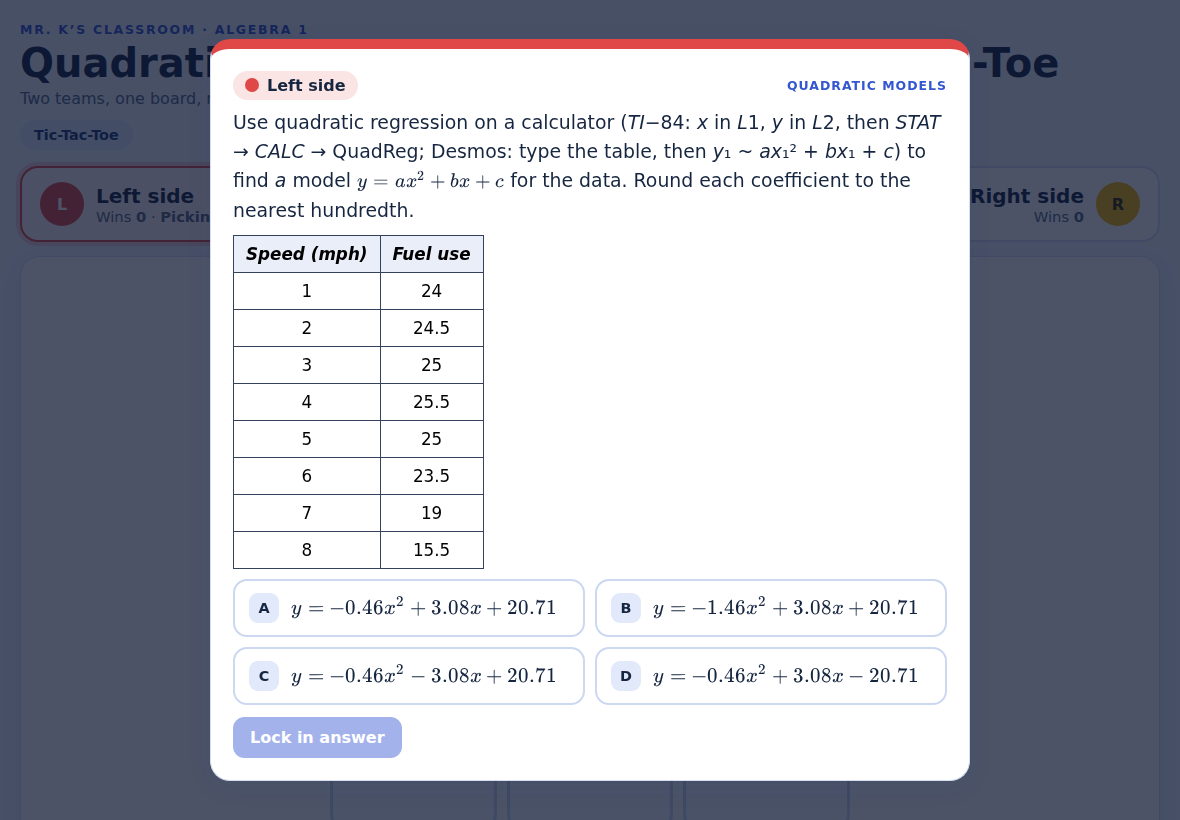 MR. K’S CLASSROOM · ALGEBRA 1
Quadrati
-Toe
Two teams, one board,
Tic-Tac-Toe
L
Left side
Wins 0 · Pickin
Right side
Wins 0
R
Left side
QUADRATIC MODELS
Use quadratic regression on a calculator (TI−84: x in L1, y in L2, then STAT
→ CALC → QuadReg; Desmos: type the table, then y₁ ~ ax₁² + bx₁ + c) to
find a model y = ax² + bx + c for the data. Round each coefficient to the
nearest hundredth.
Speed (mph) Fuel use
1 24
2 24.5
3 25
4 25.5
5 25
6 23.5
7 19
8 15.5
A y = −0.46x² + 3.08x + 20.71
B y = −1.46x² + 3.08x + 20.71
C y = −0.46x² − 3.08x + 20.71
D y = −0.46x² + 3.08x − 20.71
Lock in answer